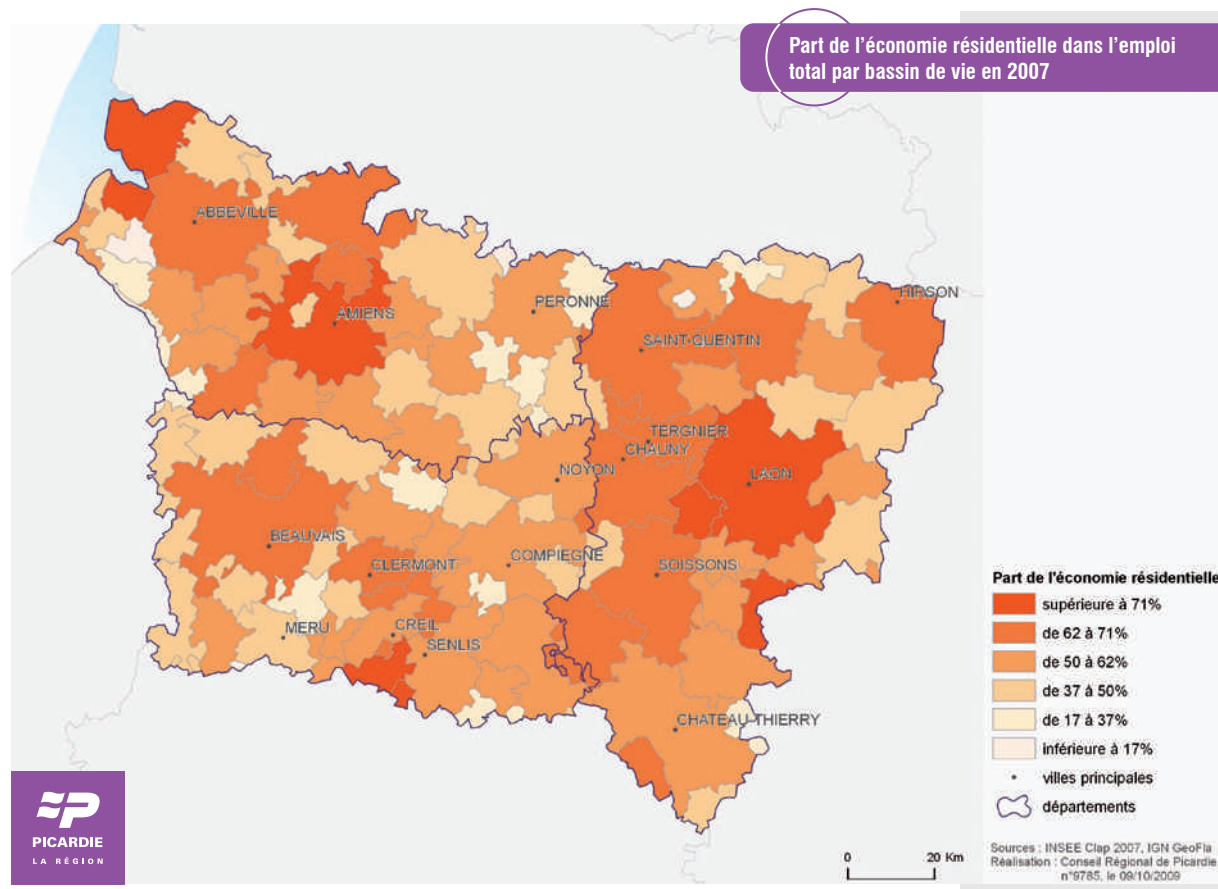 Part de l'économie résidentielle dans l'emploi
total par bassin de vie en 2007
ABBEVILLE
AMIENS
PERONNE
HIRSON
SAINT-QUENTIN
TERGNIER
CHAUNY
NOYON
LAON
BEAUVAIS
CLERMONT
COMPIEGNE
SOISSONS
MERU
CREIL
SENLIS
CHATEAU-THIERRY
Part de l'économie résidentielle
supérieure à 71%
de 62 à 71%
de 50 à 62%
de 37 à 50%
de 17 à 37%
inférieure à 17%
villes principales
départements
PICARDIE
LA RÉGION
0 20 Km
Sources : INSEE Clap 2007, IGN GeoFla
Réalisation : Conseil Régional de Picardie
n°9785, le 09/10/2009